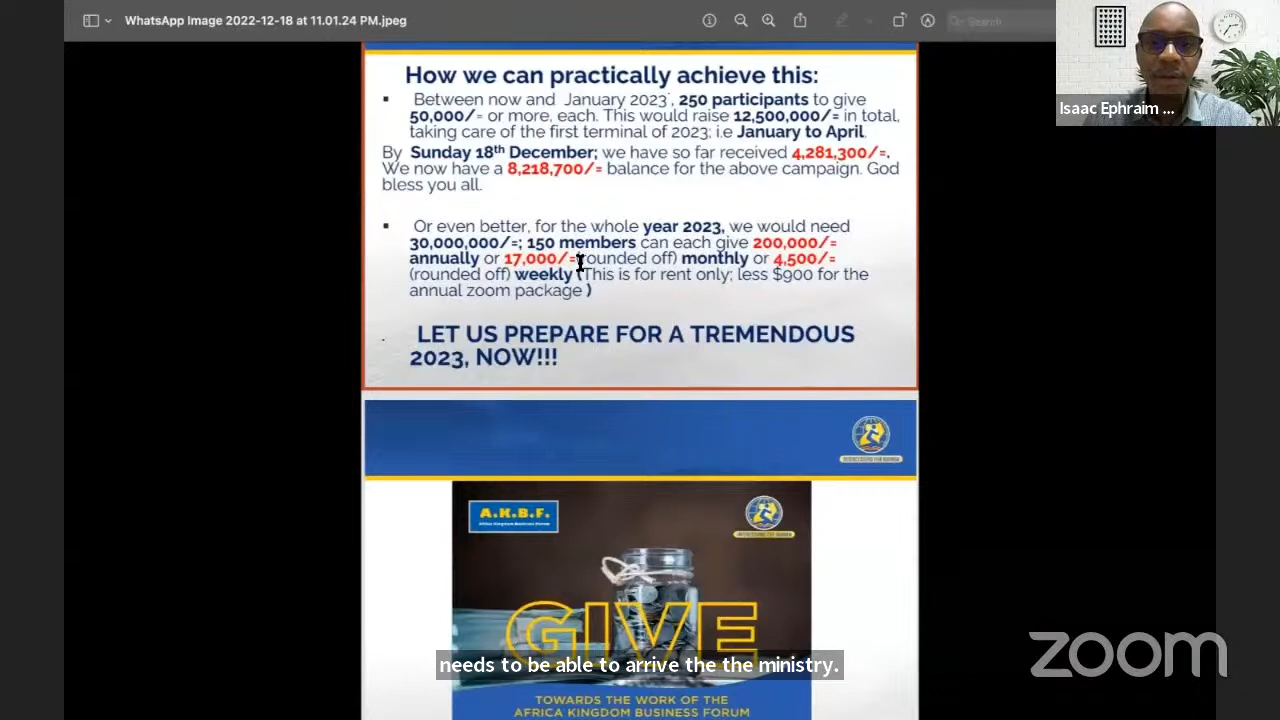 WhatsApp Image 2022-12-18 at 11.01.24 PM.jpeg
Search
Isaac Ephraim ...
How we can practically achieve this:
▪ Between now and January 2023', 250 participants to give
50,000/= or more, each. This would raise 12,500,000/= in total,
taking care of the first terminal of 2023; i.e January to April.
By Sunday 18th December; we have so far received 4,281,300/=.
We now have a 8,218,700/= balance for the above campaign. God
bless you all.
▪ Or even better, for the whole year 2023, we would need
30,000,000/=; 150 members can each give 200,000/=
annually or 17,000/= rounded off) monthly or 4,500/=
(rounded off) weekly (This is for rent only; less $900 for the
annual zoom package )
. LET US PREPARE FOR A TREMENDOUS
2023, NOW!!!
A.K.B.F.
Africa Kingdom Business Forum
GIVE
needs to be able to arrive the the ministry.
TOWARDS THE WORK OF THE
AFRICA KINGDOM BUSINESS FORUM
zoom